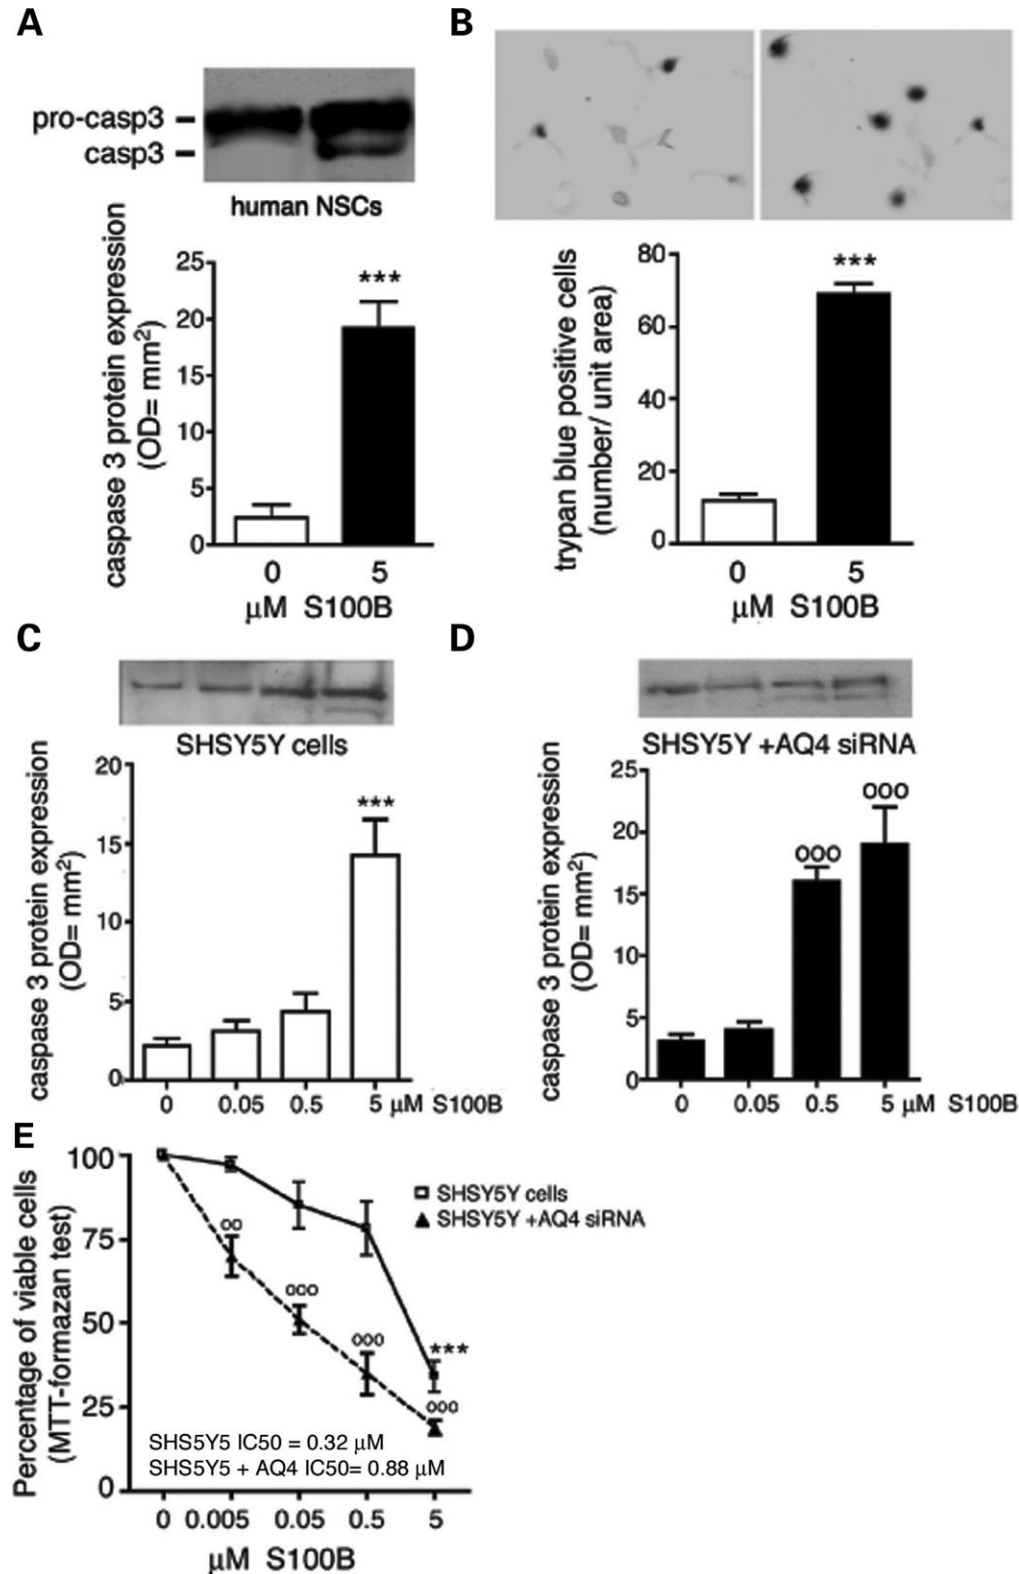 A
pro-casp3
casp3
human NSCs
caspase 3 protein expression
(OD= mm²)
25
20
15
10
5
0
***
0 5
µM S100B
B
trypan blue positive cells
(number/ unit area)
80
60
40
20
0
***
0 5
µM S100B
C
SHSY5Y cells
caspase 3 protein expression
(OD= mm²)
20
15
10
5
0
***
0 0.05 0.5 5 µM S100B
D
SHSY5Y +AQ4 siRNA
caspase 3 protein expression
(OD= mm²)
25
20
15
10
5
0
ooo
ooo
0 0.05 0.5 5 µM S100B
E
Percentage of viable cells
(MTT-formazan test)
100
75
50
25
0
SHSY5Y cells
SHSY5Y +AQ4 siRNA
oo
ooo
ooo
***
ooo
SHS5Y5 IC50 = 0.32 µM
SHS5Y5 + AQ4 IC50= 0.88 µM
0 0.005 0.05 0.5 5
µM S100B